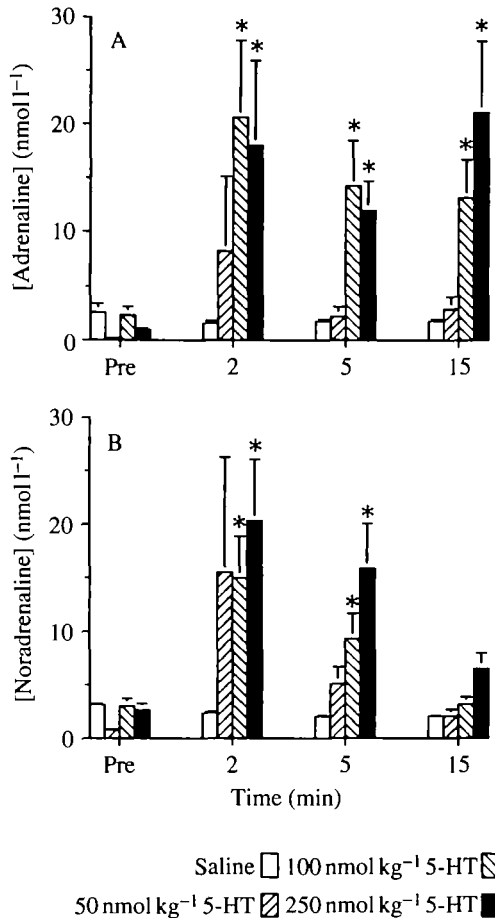 30
A
* * *
* *
20
*
10
0
Pre 2 5 15
[Adrenaline] (nmol l⁻¹)
30
B
*
* *
20
*
10
0
Pre 2 5 15
[Noradrenaline] (nmol l⁻¹)
Time (min)
Saline 100 nmol kg⁻¹ 5-HT
50 nmol kg⁻¹ 5-HT 250 nmol kg⁻¹ 5-HT